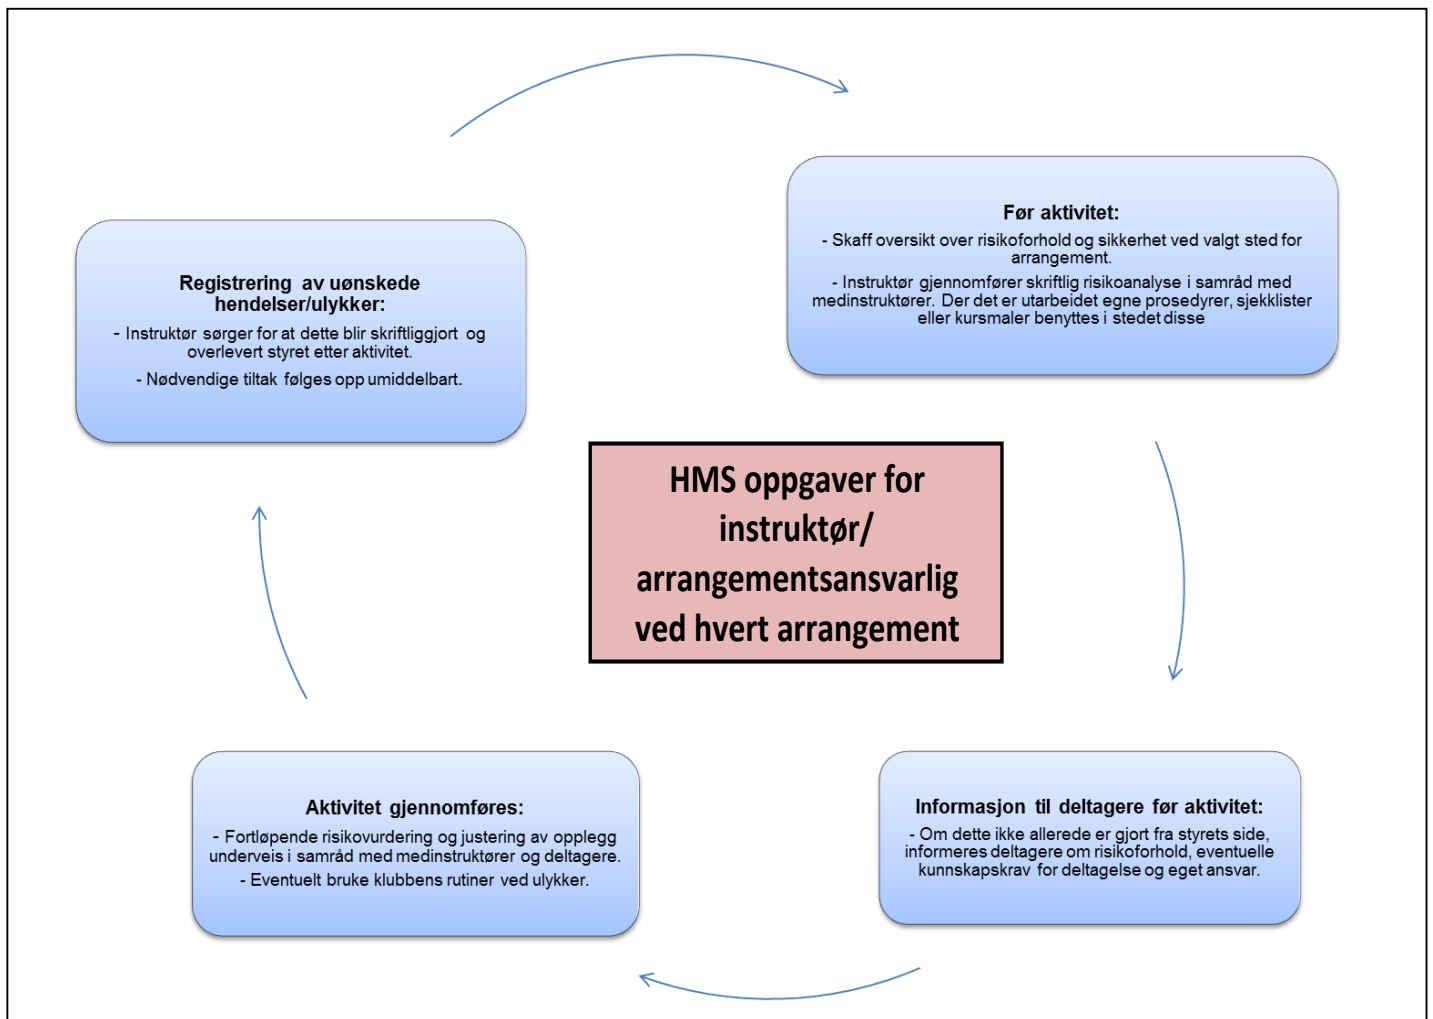 Før aktivitet:
- Skaff oversikt over risikoforhold og sikkerhet ved valgt sted for
arrangement.
- Instruktør gjennomfører skriftlig risikoanalyse i samråd med
medinstruktører. Der det er utarbeidet egne prosedyrer, sjekklister
eller kursmaler benyttes i stedet disse
Registrering av uønskede
hendelser/ulykker:
- Instruktør sørger for at dette blir skriftliggjort og
overlevert styret etter aktivitet.
- Nødvendige tiltak følges opp umiddelbart.
HMS oppgaver for
instruktør/
arrangementsansvarlig
ved hvert arrangement
Aktivitet gjennomføres:
- Fortløpende risikovurdering og justering av opplegg
underveis i samråd med medinstruktører og deltagere.
- Eventuelt bruke klubbens rutiner ved ulykker.
Informasjon til deltagere før aktivitet:
- Om dette ikke allerede er gjort fra styrets side,
informeres deltagere om risikoforhold, eventuelle
kunnskapskrav for deltagelse og eget ansvar.